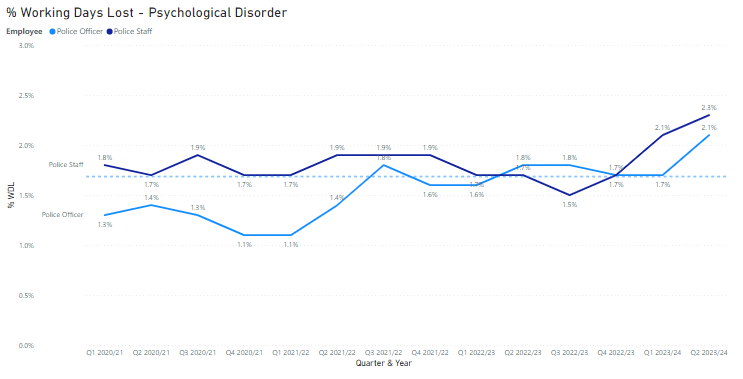 % Working Days Lost - Psychological Disorder
Employee Police Officer Police Staff
3.0%
2.5%
2.0%
1.5%
1.0%
0.5%
0.0%
% WDL
Police Staff
Police Officer
1.8% 1.7% 1.9% 1.7% 1.7% 1.9% 1.9% 1.9% 1.7% 1.7% 1.5% 1.7% 2.1% 2.3%
1.3% 1.4% 1.3% 1.1% 1.1% 1.4% 1.8% 1.6% 1.6% 1.8% 1.8% 1.7% 1.7% 2.1%
Q1 2020/21 Q2 2020/21 Q3 2020/21 Q4 2020/21 Q1 2021/22 Q2 2021/22 Q3 2021/22 Q4 2021/22 Q1 2022/23 Q2 2022/23 Q3 2022/23 Q4 2022/23 Q1 2023/24 Q2 2023/24
Quarter & Year